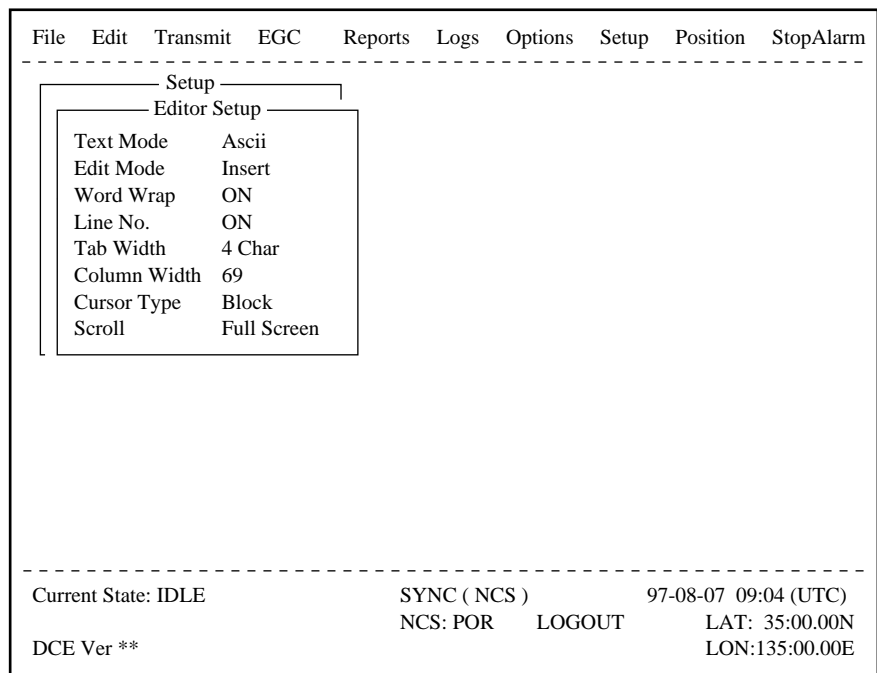 File Edit Transmit EGC Reports Logs Options Setup Position StopAlarm
Setup
Editor Setup
Text Mode Ascii
Edit Mode Insert
Word Wrap ON
Line No. ON
Tab Width 4 Char
Column Width 69
Cursor Type Block
Scroll Full Screen
Current State: IDLE SYNC ( NCS ) 97-08-07 09:04 (UTC)
NCS: POR LOGOUT LAT: 35:00.00N
DCE Ver ** LON:135:00.00E